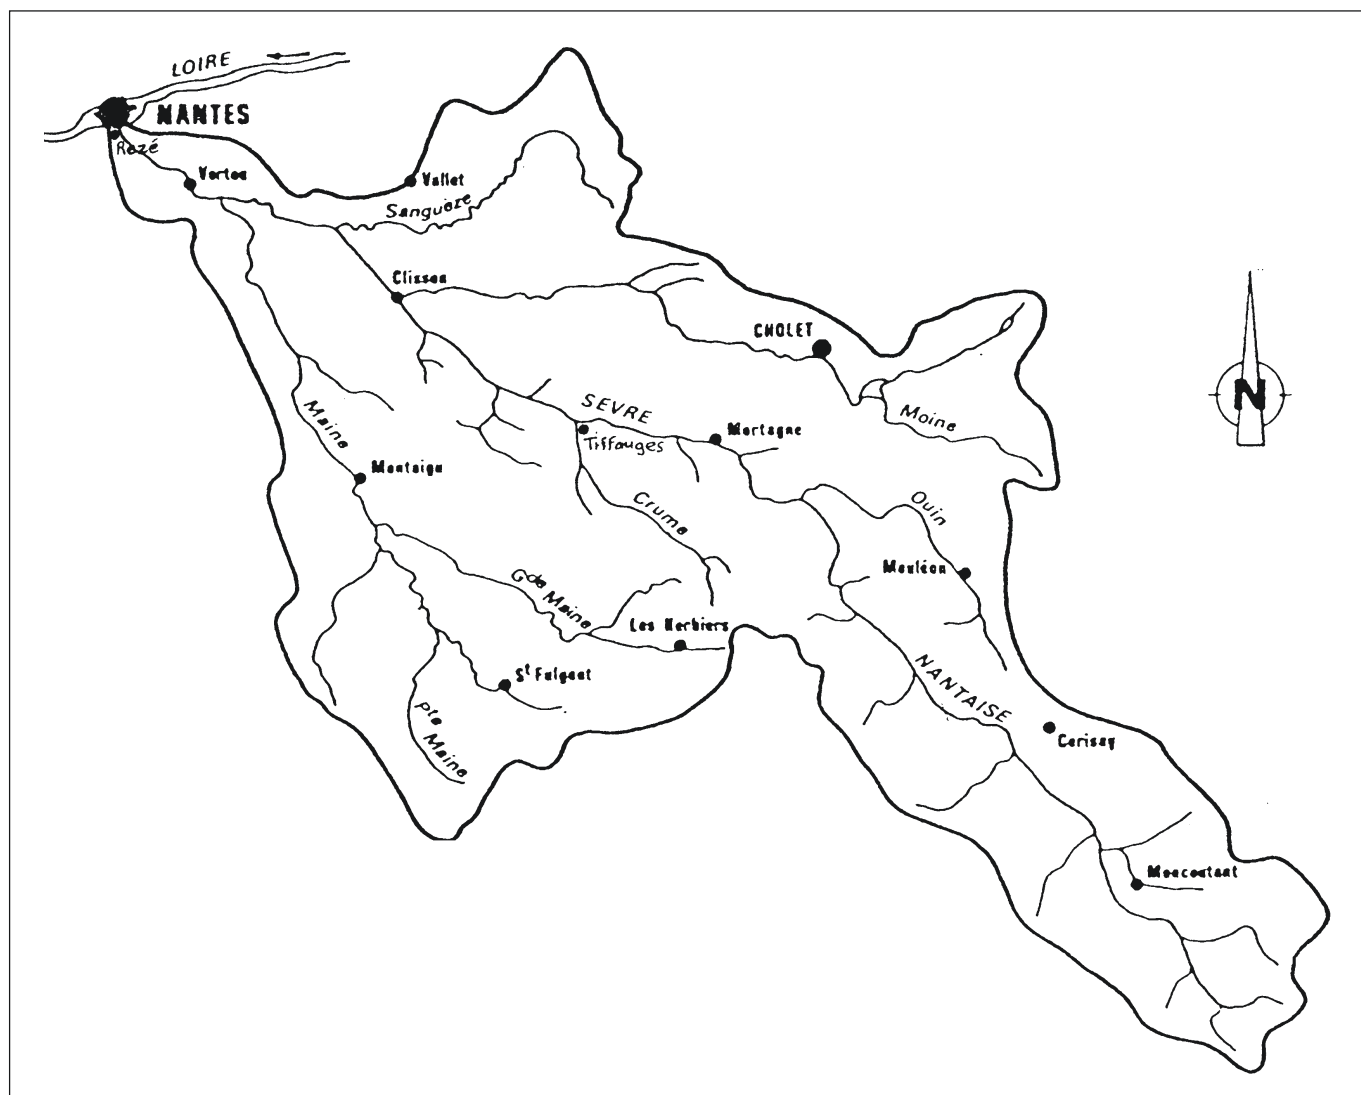 LOIRE
NANTES
Rezé
Vertou
Vallet
Sanguèze
Clisson
CHOLET
N
SEVRE
Moine
Maine
Mortagne
Tiffauges
Montaigu
Ouin
Crume
Mauléon
Gde Maine
Les Herbiers
St Fulgent
NANTAISE
Pte Maine
Cerisay
Moncoutant